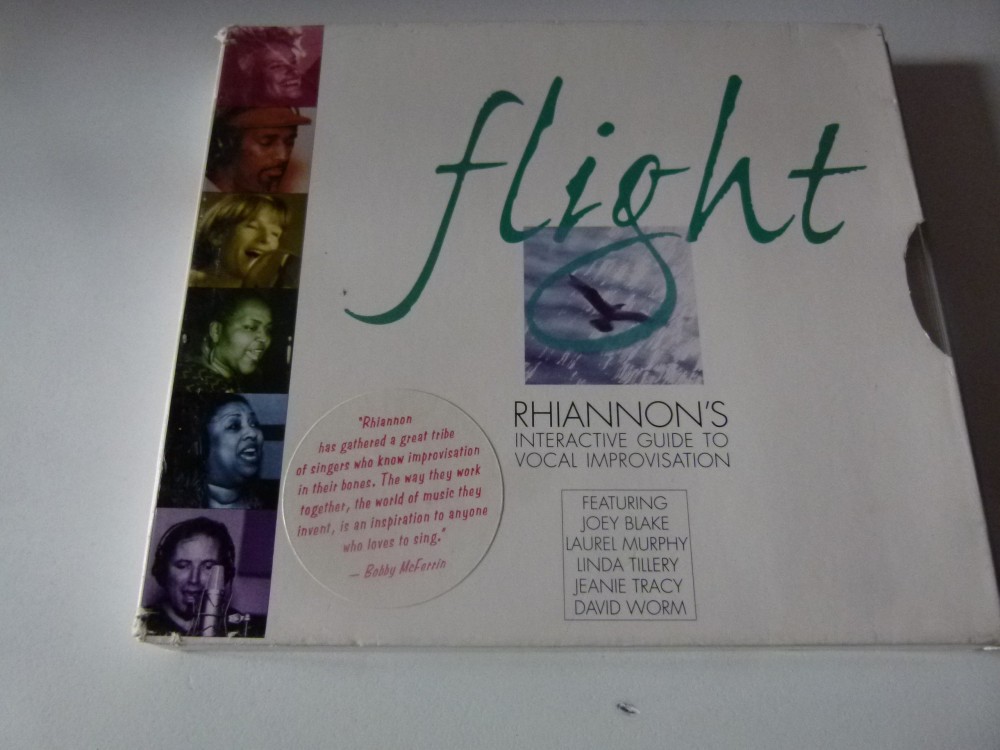 flight
RHIANNON'S
INTERACTIVE GUIDE TO
VOCAL IMPROVISATION
"Rhiannon
has gathered a great tribe
of singers who know improvisation
in their bones. The way they work
together, the world of music they
invent, is an inspiration to anyone
who loves to sing."
— Bobby McFerrin
FEATURING
JOEY BLAKE
LAUREL MURPHY
LINDA TILLERY
JEANIE TRACY
DAVID WORM